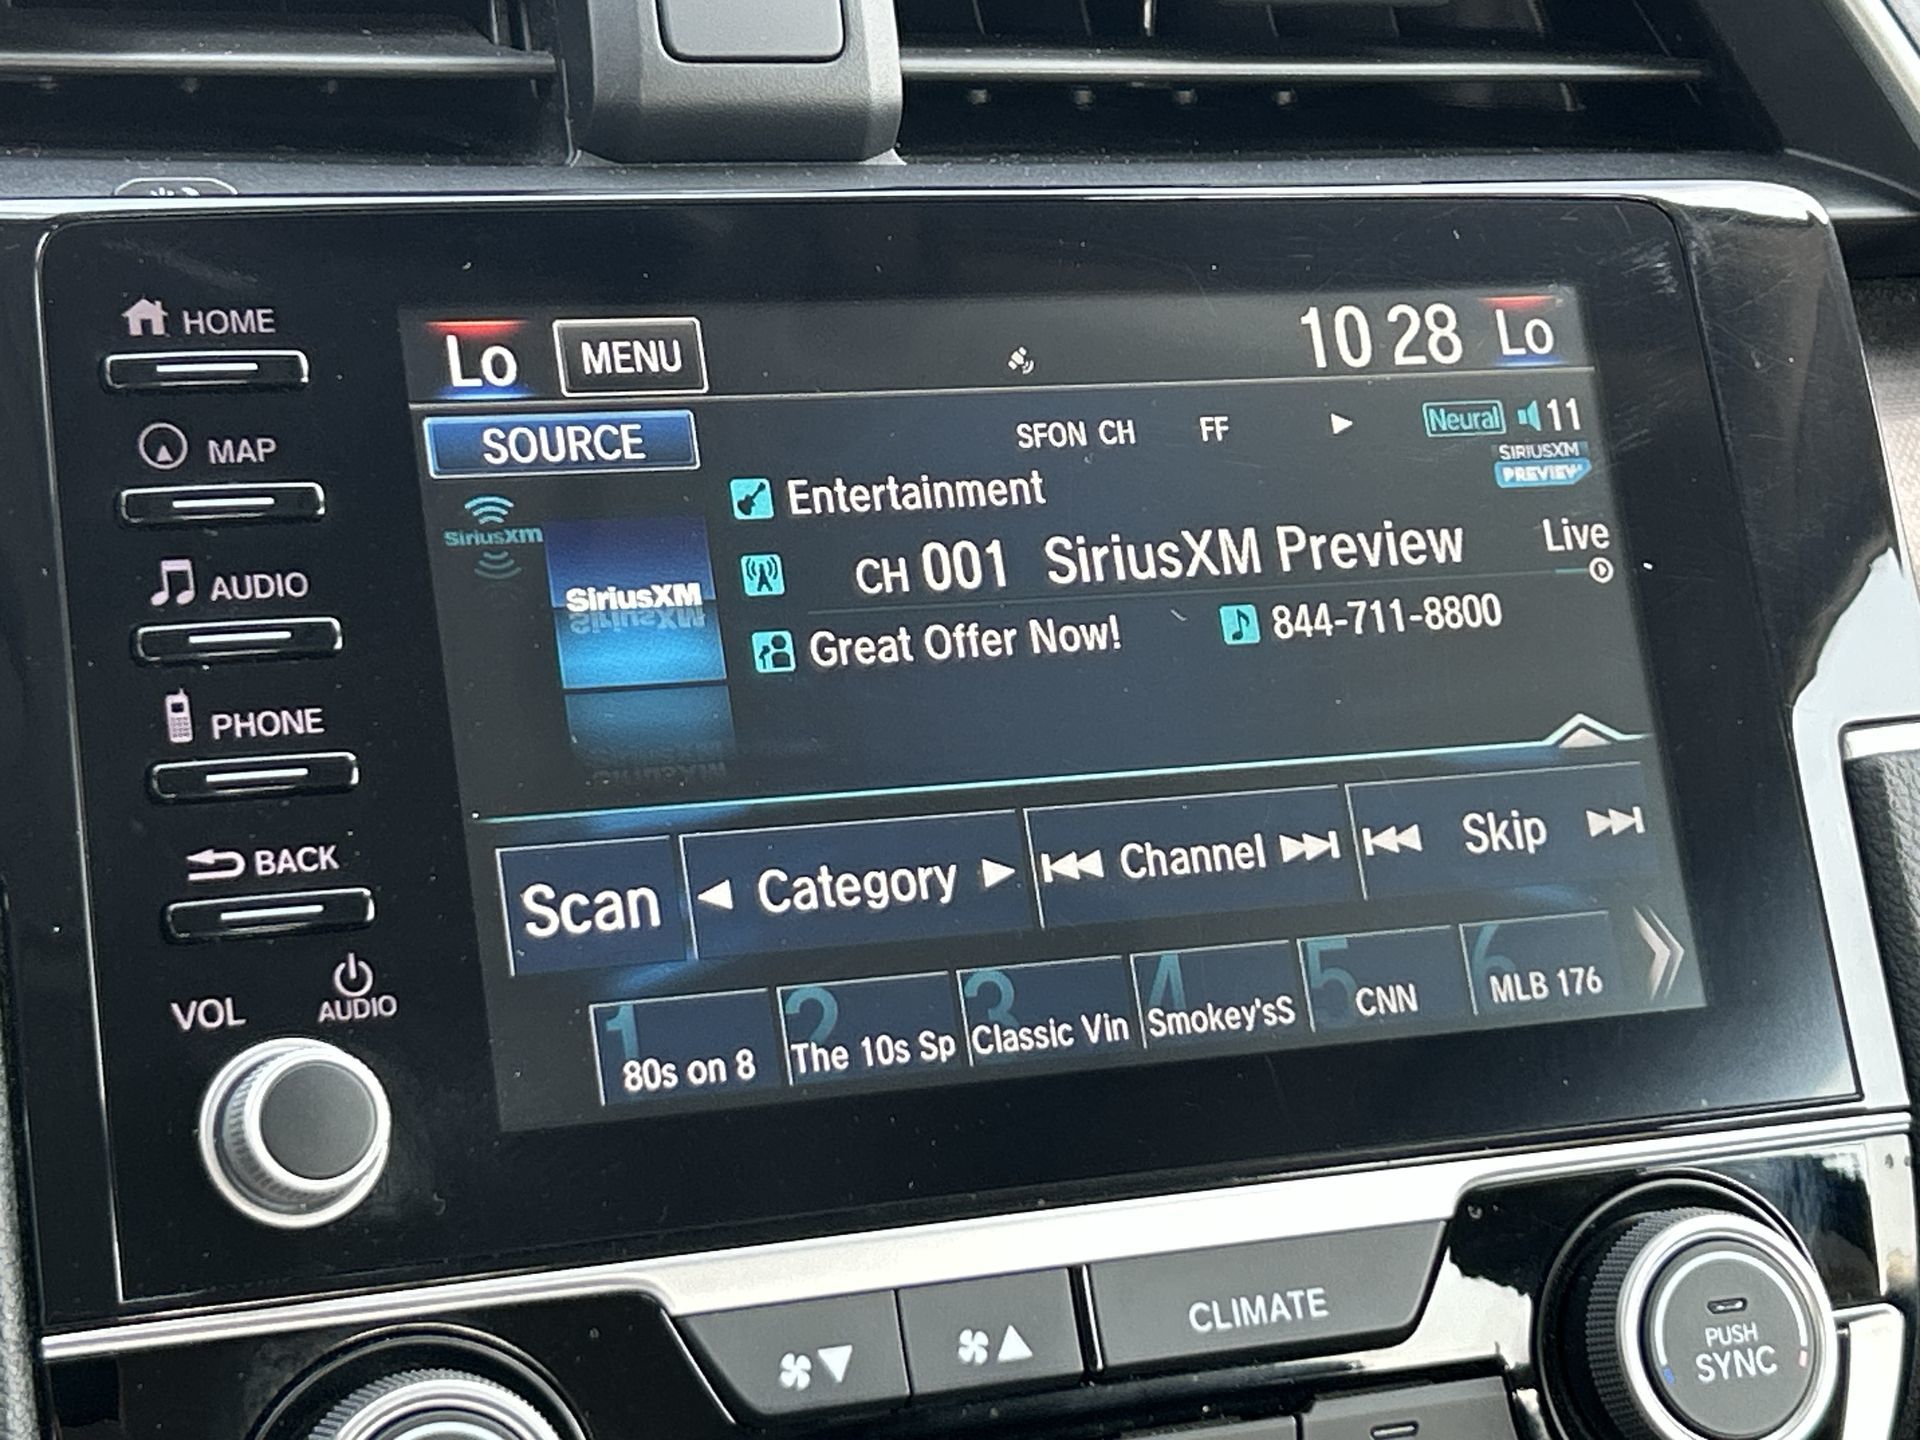 HOME
MAP
AUDIO
PHONE
BACK
VOL
AUDIO
Lo MENU 10 28 Lo
SOURCE SFON CH FF Neural 11
SIRIUSXM
PREVIEW
Entertainment
SiriusXM
CH 001 SiriusXM Preview Live
SiriusXM
Great Offer Now! 844-711-8800
Scan Category Channel Skip
1 2 3 4 5 6
80s on 8 The 10s Sp Classic Vin Smokey'sS CNN MLB 176
CLIMATE
PUSH
SYNC